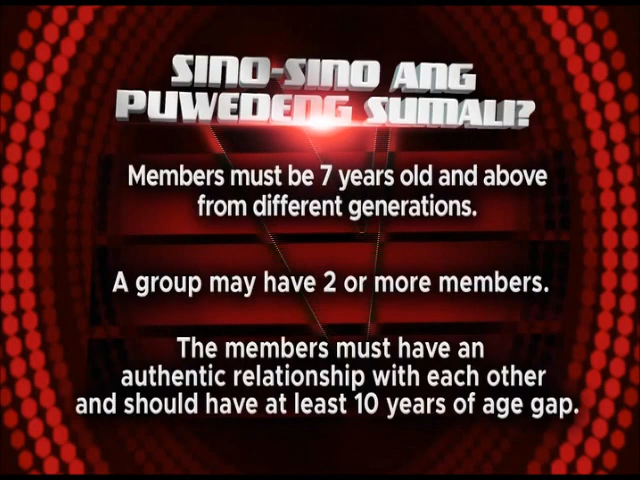 SINO-SINO ANG
PUWEDENG SUMALI?
Members must be 7 years old and above
from different generations.
A group may have 2 or more members.
The members must have an
authentic relationship with each other
and should have at least 10 years of age gap.